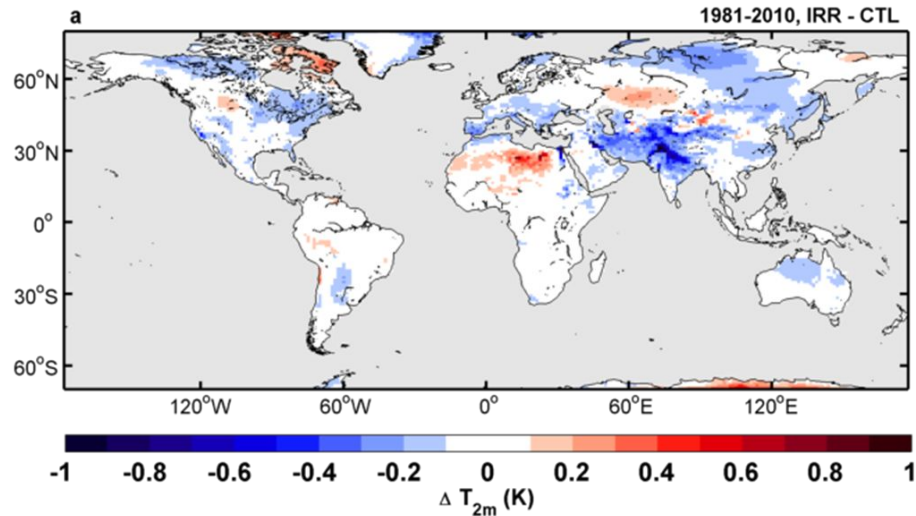 a 1981-2010, IRR - CTL
60°N
30°N
0°
30°S
60°S
120°W 60°W 0° 60°E 120°E
-1 -0.8 -0.6 -0.4 -0.2 0 0.2 0.4 0.6 0.8 1
Δ T2m (K)